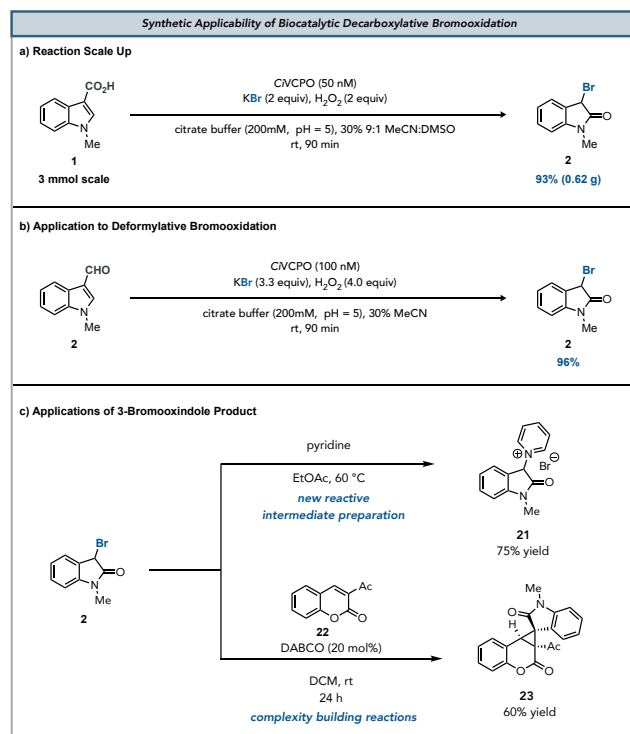 Synthetic Applicability of Biocatalytic Decarboxylative Bromooxidation
a) Reaction Scale Up
CO2H
N
Me
1
3 mmol scale
CiVCPO (50 nM)
KBr (2 equiv), H2O2 (2 equiv)
citrate buffer (200mM, pH = 5), 30% 9:1 MeCN:DMSO
rt, 90 min
Br
O
N
Me
2
93% (0.62 g)
b) Application to Deformylative Bromooxidation
CHO
N
Me
2
CiVCPO (100 nM)
KBr (3.3 equiv), H2O2 (4.0 equiv)
citrate buffer (200mM, pH = 5), 30% MeCN
rt, 90 min
Br
O
N
Me
2
96%
c) Applications of 3-Bromooxindole Product
Br
O
N
Me
2
pyridine
EtOAc, 60 °C
new reactive
intermediate preparation
N+
Br⊖
O
N
Me
21
75% yield
Ac
O O
22
DABCO (20 mol%)
DCM, rt
24 h
complexity building reactions
Me
O N
H
Ac
O O
23
60% yield